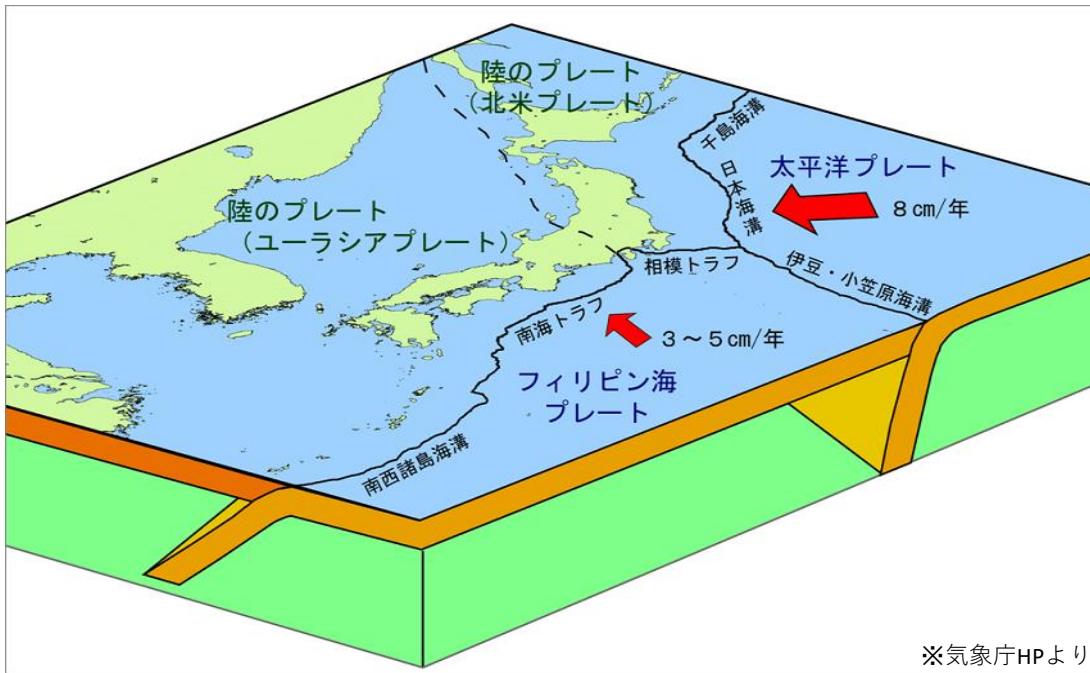 陸のプレート
（北米プレート）
千島海溝
日本海溝
太平洋プレート
８cm/年
陸のプレート
（ユーラシアプレート）
相模トラフ
伊豆・小笠原海溝
南海トラフ
３～５cm/年
フィリピン海
プレート
南西諸島海溝
※気象庁HPより